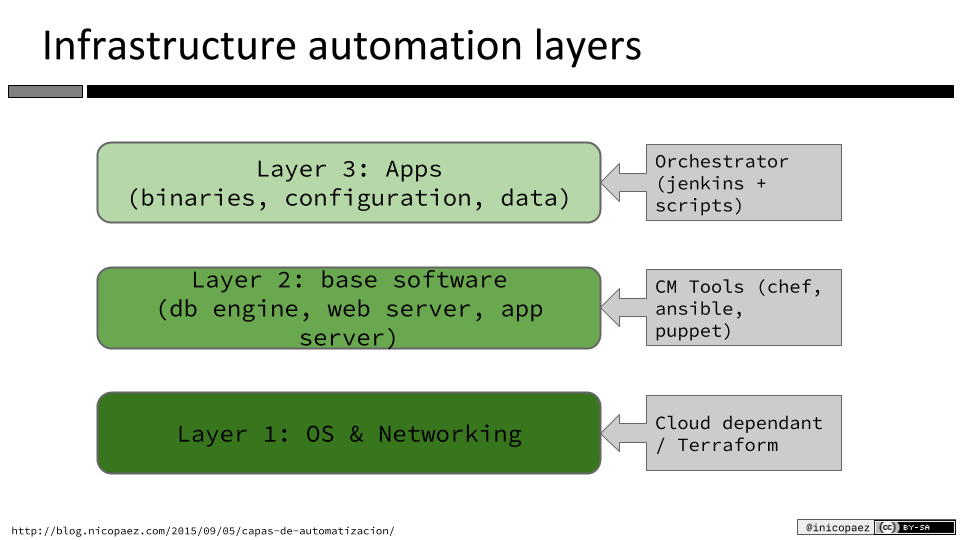 Infrastructure automation layers
Layer 3: Apps
(binaries, configuration, data)
Orchestrator
(jenkins +
scripts)
Layer 2: base software
(db engine, web server, app
server)
CM Tools (chef,
ansible,
puppet)
Layer 1: OS & Networking
Cloud dependant
/ Terraform
http://blog.nicopaez.com/2015/09/05/capas-de-automatizacion/
@inicopaez
cc BY-SA